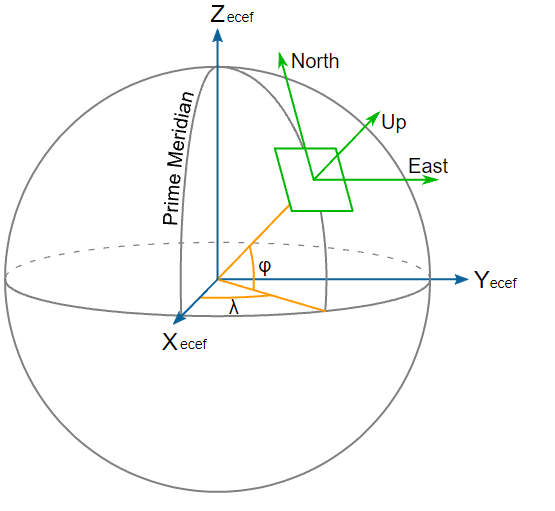 Zecef
North
Up
Prime Meridian
East
φ
Yecef
λ
Xecef